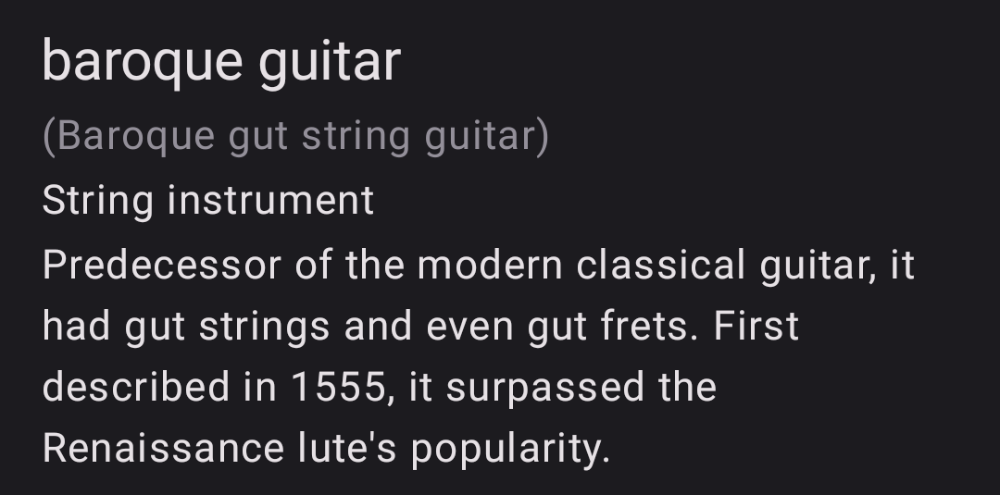 baroque guitar
(Baroque gut string guitar)
String instrument
Predecessor of the modern classical guitar, it
had gut strings and even gut frets. First
described in 1555, it surpassed the
Renaissance lute's popularity.